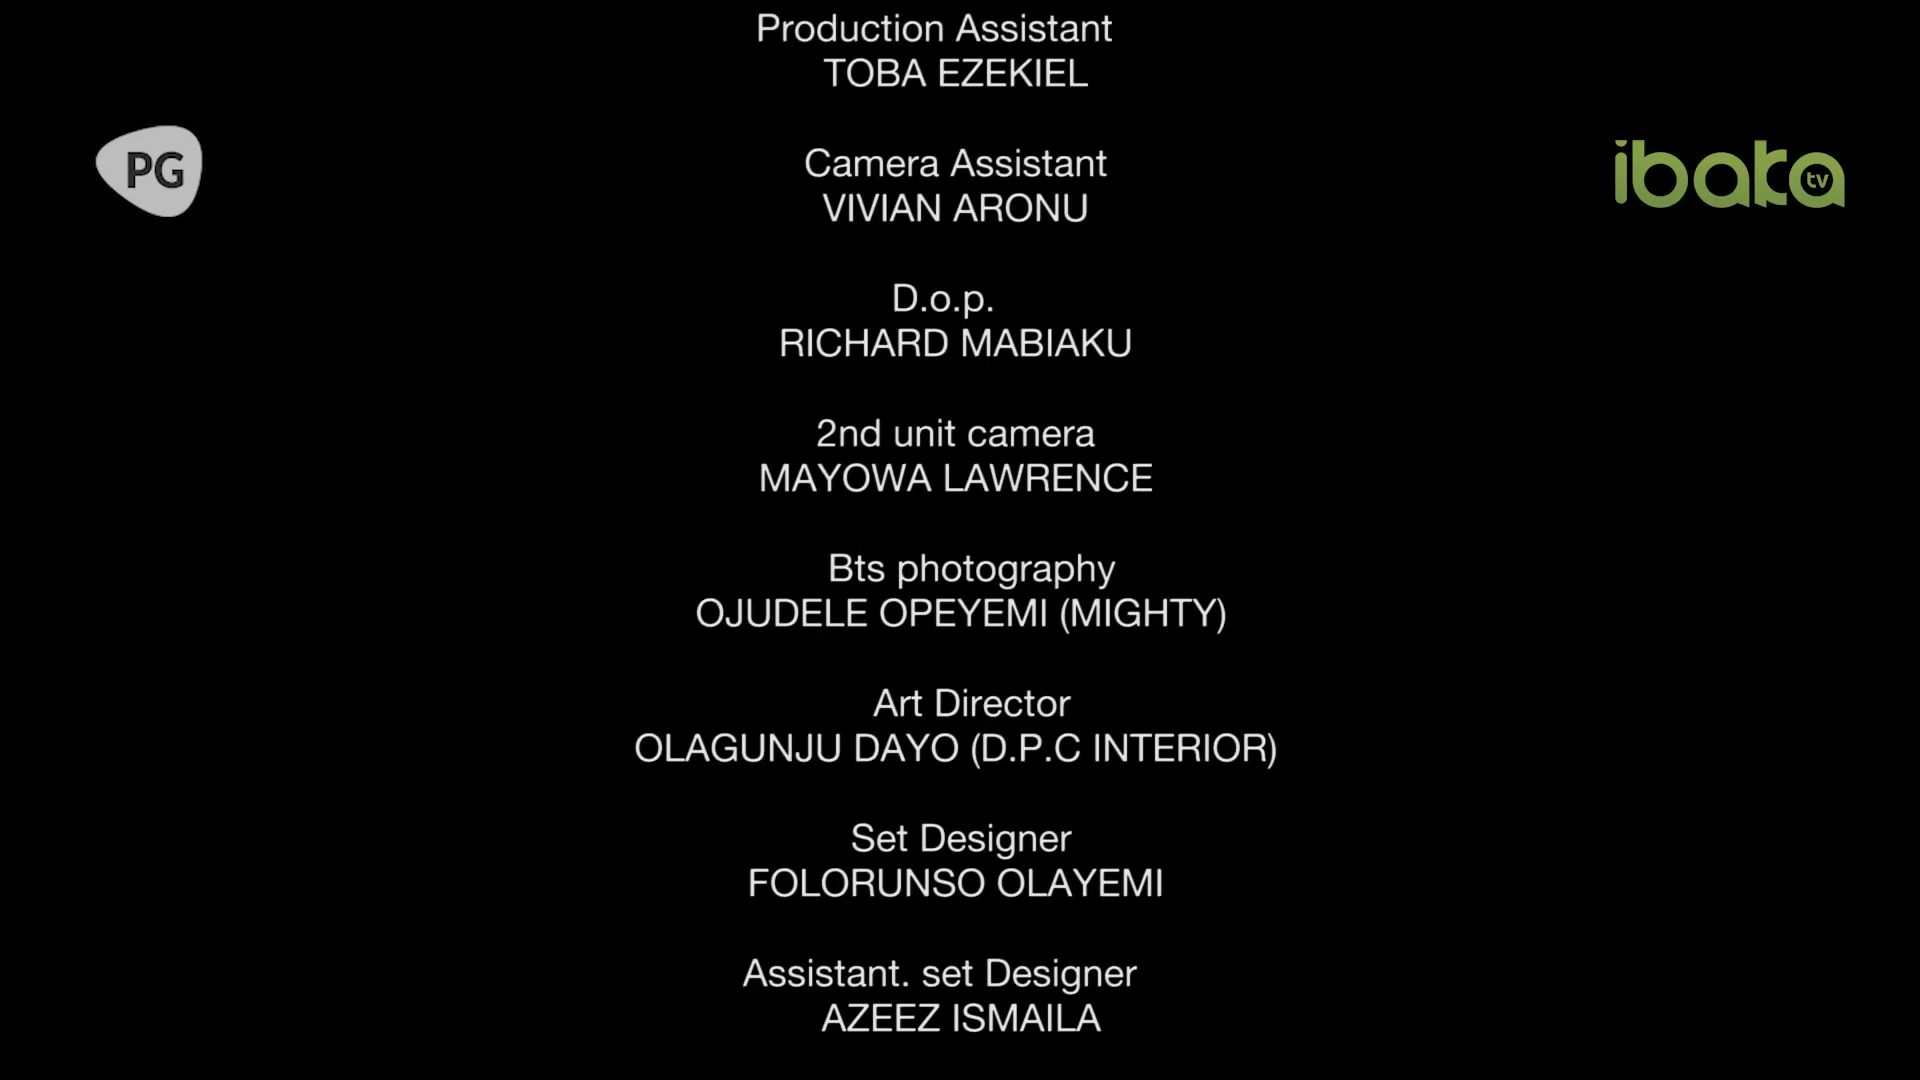 Production Assistant
TOBA EZEKIEL
PG
ibaka tv
Camera Assistant
VIVIAN ARONU
D.o.p.
RICHARD MABIAKU
2nd unit camera
MAYOWA LAWRENCE
Bts photography
OJUDELE OPEYEMI (MIGHTY)
Art Director
OLAGUNJU DAYO (D.P.C INTERIOR)
Set Designer
FOLORUNSO OLAYEMI
Assistant. set Designer
AZEEZ ISMAILA